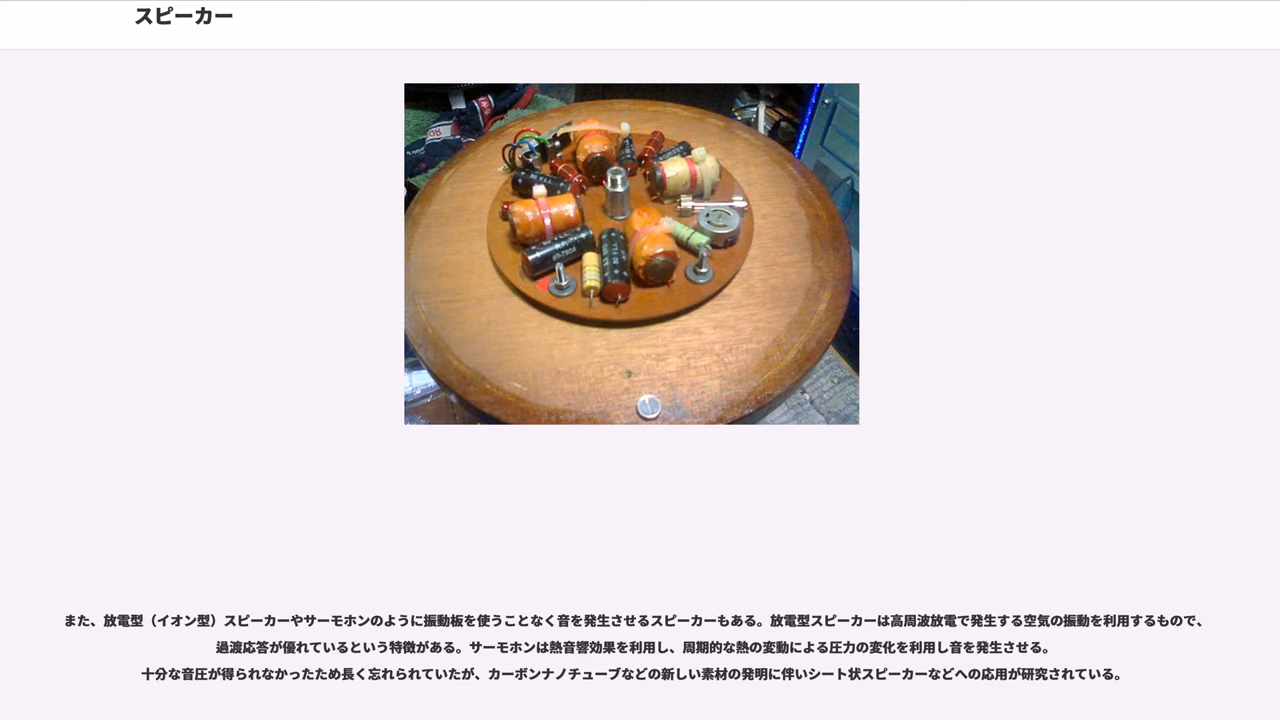 スピーカー
また、放電型（イオン型）スピーカーやサーモホンのように振動板を使うことなく音を発生させるスピーカーもある。放電型スピーカーは高周波放電で発生する空気の振動を利用するもので、
過渡応答が優れているという特徴がある。サーモホンは熱音響効果を利用し、周期的な熱の変動による圧力の変化を利用し音を発生させる。
十分な音圧が得られなかったため長く忘れられていたが、カーボンナノチューブなどの新しい素材の発明に伴いシート状スピーカーなどへの応用が研究されている。